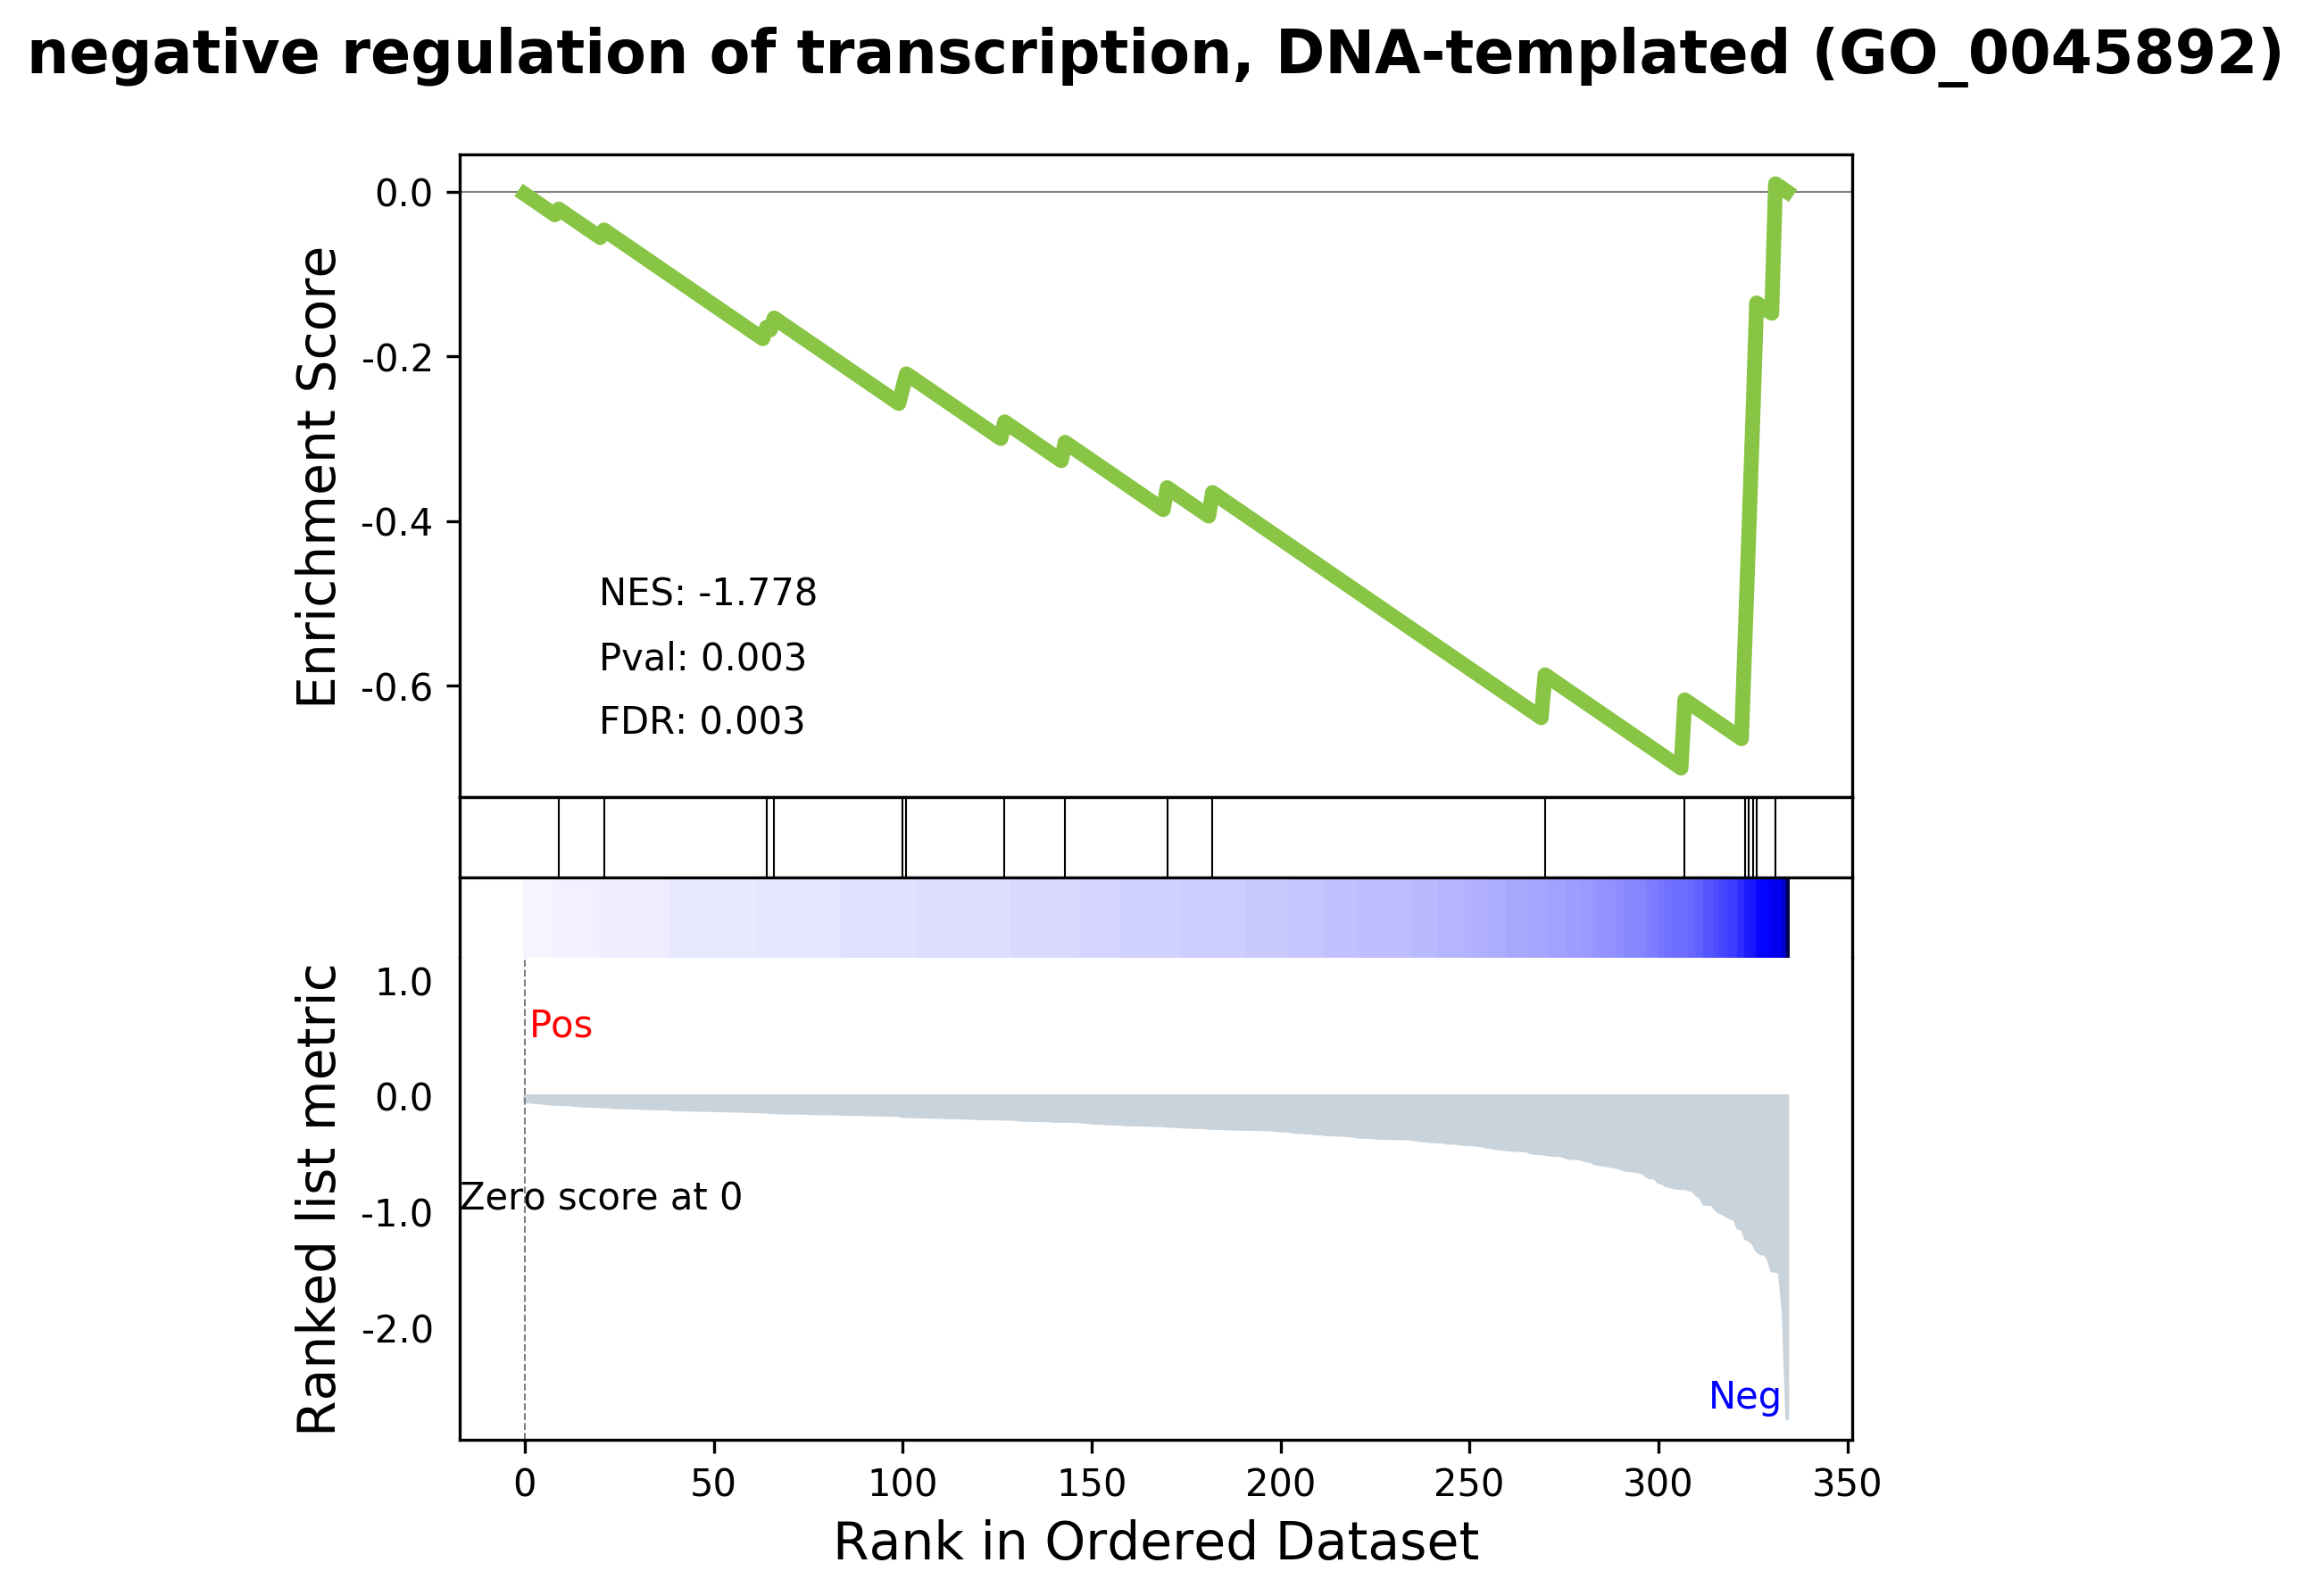 negative regulation of transcription, DNA-templated (GO_0045892)
Enrichment Score
0.0
-0.2
-0.4
-0.6
NES: -1.778
Pval: 0.003
FDR: 0.003
Ranked list metric
1.0
0.0
-1.0
-2.0
Pos
Zero score at 0
Neg
0 50 100 150 200 250 300 350
Rank in Ordered Dataset